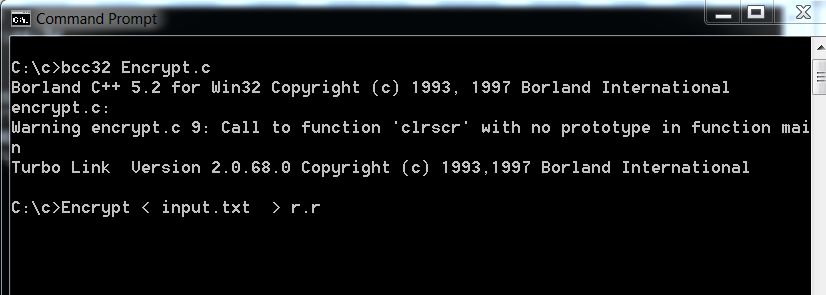 Command Prompt
C:\c>bcc32 Encrypt.c
Borland C++ 5.2 for Win32 Copyright (c) 1993, 1997 Borland International
encrypt.c:
Warning encrypt.c 9: Call to function 'clrscr' with no prototype in function mai
n
Turbo Link  Version 2.0.68.0 Copyright (c) 1993,1997 Borland International
C:\c>Encrypt < input.txt  > r.r